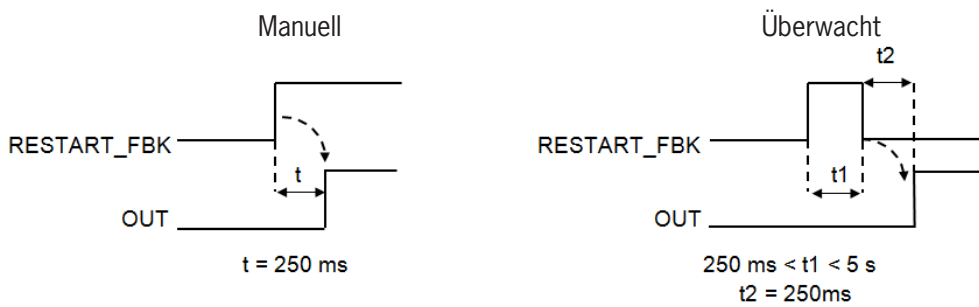 Manuell
RESTART_FBK
t
OUT
t = 250 ms
Überwacht
t2
RESTART_FBK
t1
OUT
250 ms < t1 < 5 s
t2 = 250ms